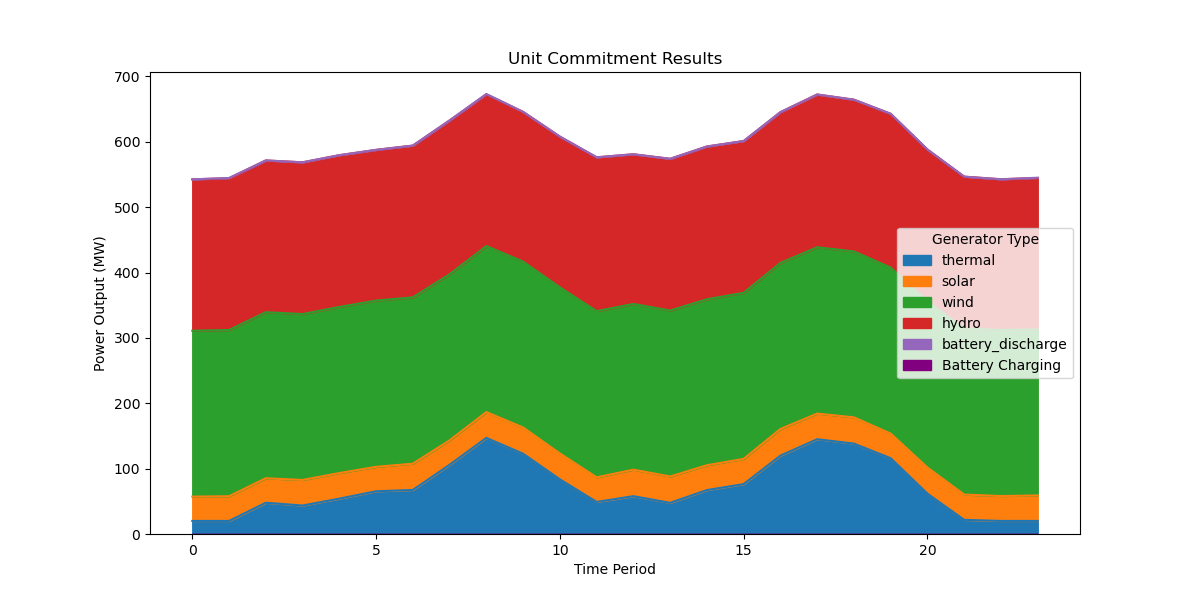 Unit Commitment Results
Power Output (MW)
700
600
500
400
300
200
100
0
Generator Type
thermal
solar
wind
hydro
battery_discharge
Battery Charging
0 5 10 15 20
Time Period